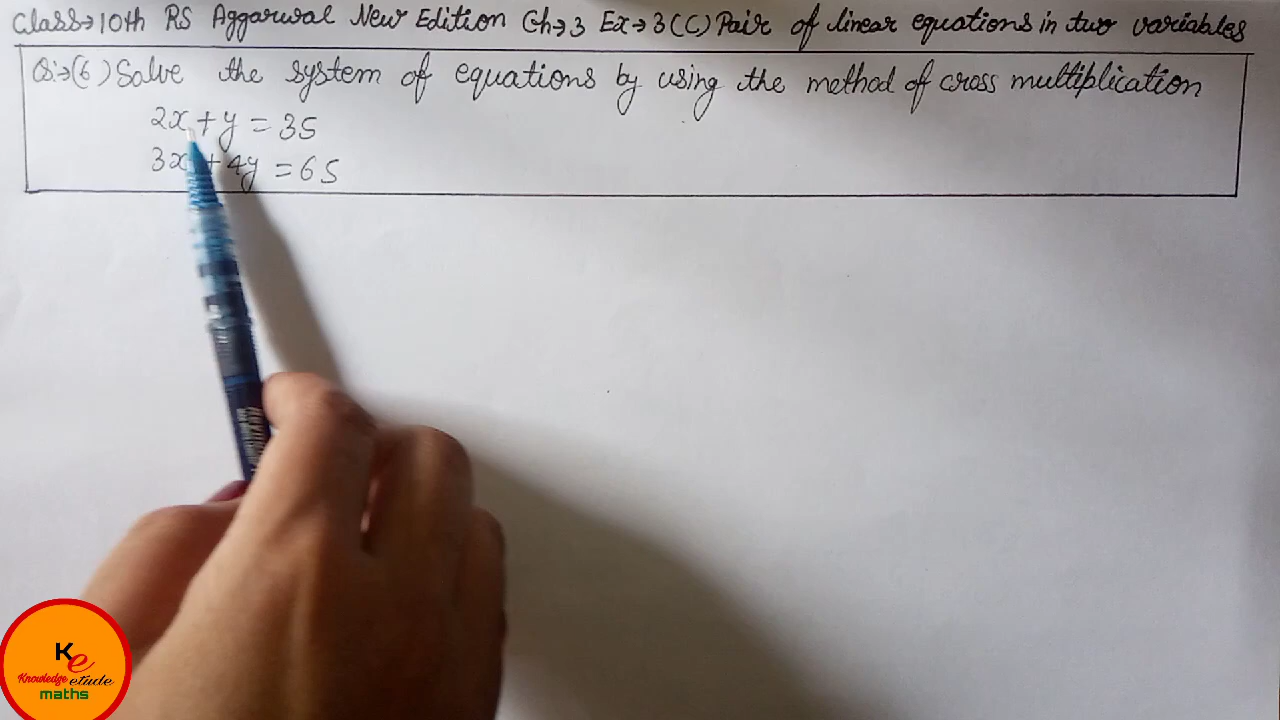 Class→10th RS Aggarwal New Edition Ch→3 Ex→3(C) Pair of linear equations in two variables
Qs→(6) Solve the system of equations by using the method of cross multiplication
2x+y = 35
3x+4y = 65
Ke
Knowledge etude
maths